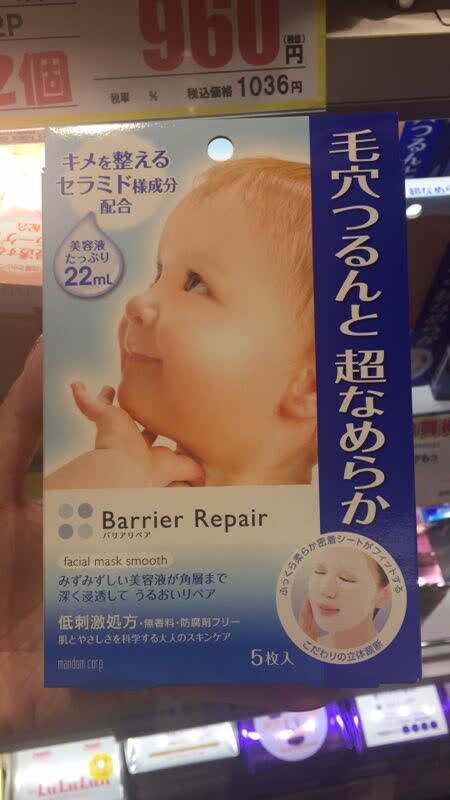 2P
2個
960円
(税抜)
税率 %
税込価格 1036円
キメを整える
セラミド様成分
配合
美容液
たっぷり
22mL
毛穴つるんと 超なめらか
Barrier Repair
バリアリペア
facial mask smooth
みずみずしい美容液が角層まで
深く浸透して うるおいリペア
低刺激処方・無香料・防腐剤フリー
肌とやさしさを科学する大人のスキンケア
mandom corp
ふっくら柔らか密着シートがフィットする
こだわりの立体裁断
5枚入
LuLuLun